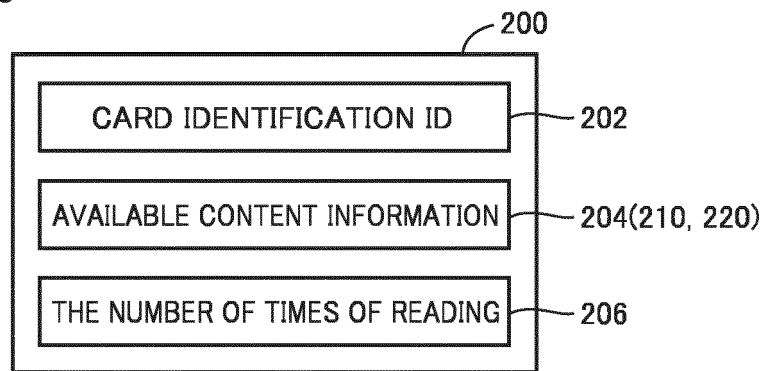 200
CARD IDENTIFICATION ID 202
AVAILABLE CONTENT INFORMATION 204(210, 220)
THE NUMBER OF TIMES OF READING 206